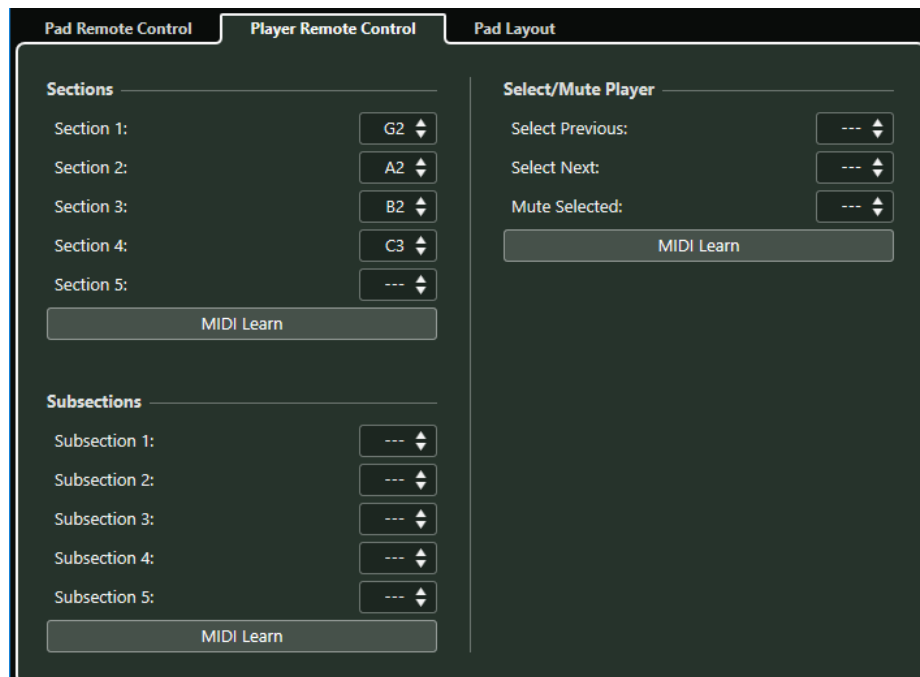 Pad Remote Control
Player Remote Control
Pad Layout
Sections
Section 1: G2
Section 2: A2
Section 3: B2
Section 4: C3
Section 5: ---
MIDI Learn
Subsections
Subsection 1: ---
Subsection 2: ---
Subsection 3: ---
Subsection 4: ---
Subsection 5: ---
MIDI Learn
Select/Mute Player
Select Previous: ---
Select Next: ---
Mute Selected: ---
MIDI Learn